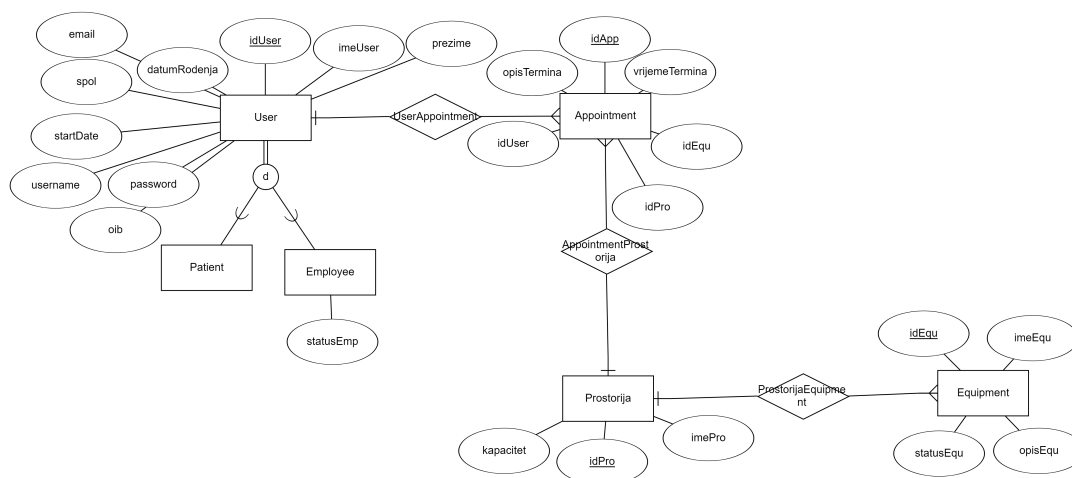 email
idUser
imeUser
prezime
datumRodenja
spol
startDate
username
password
oib
User
UserAppointment
idApp
opisTermina
vrijemeTermina
Appointment
idUser
idEqu
idPro
d
Patient
Employee
statusEmp
AppointmentProst
orija
Prostorija
kapacitet
idPro
imePro
ProstorijaEquipme
nt
idEqu
imeEqu
Equipment
statusEqu
opisEqu